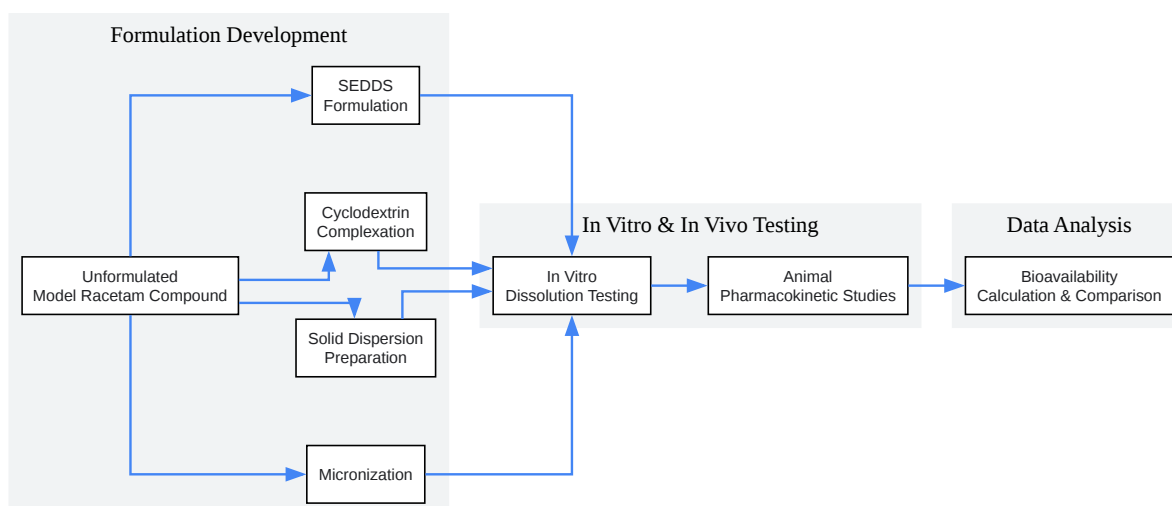 Formulation Development
SEDDS
Formulation
Cyclodextrin
Complexation
Unformulated
Model Racetam Compound
Solid Dispersion
Preparation
Micronization
In Vitro & In Vivo Testing
In Vitro
Dissolution Testing
Animal
Pharmacokinetic Studies
Data Analysis
Bioavailability
Calculation & Comparison